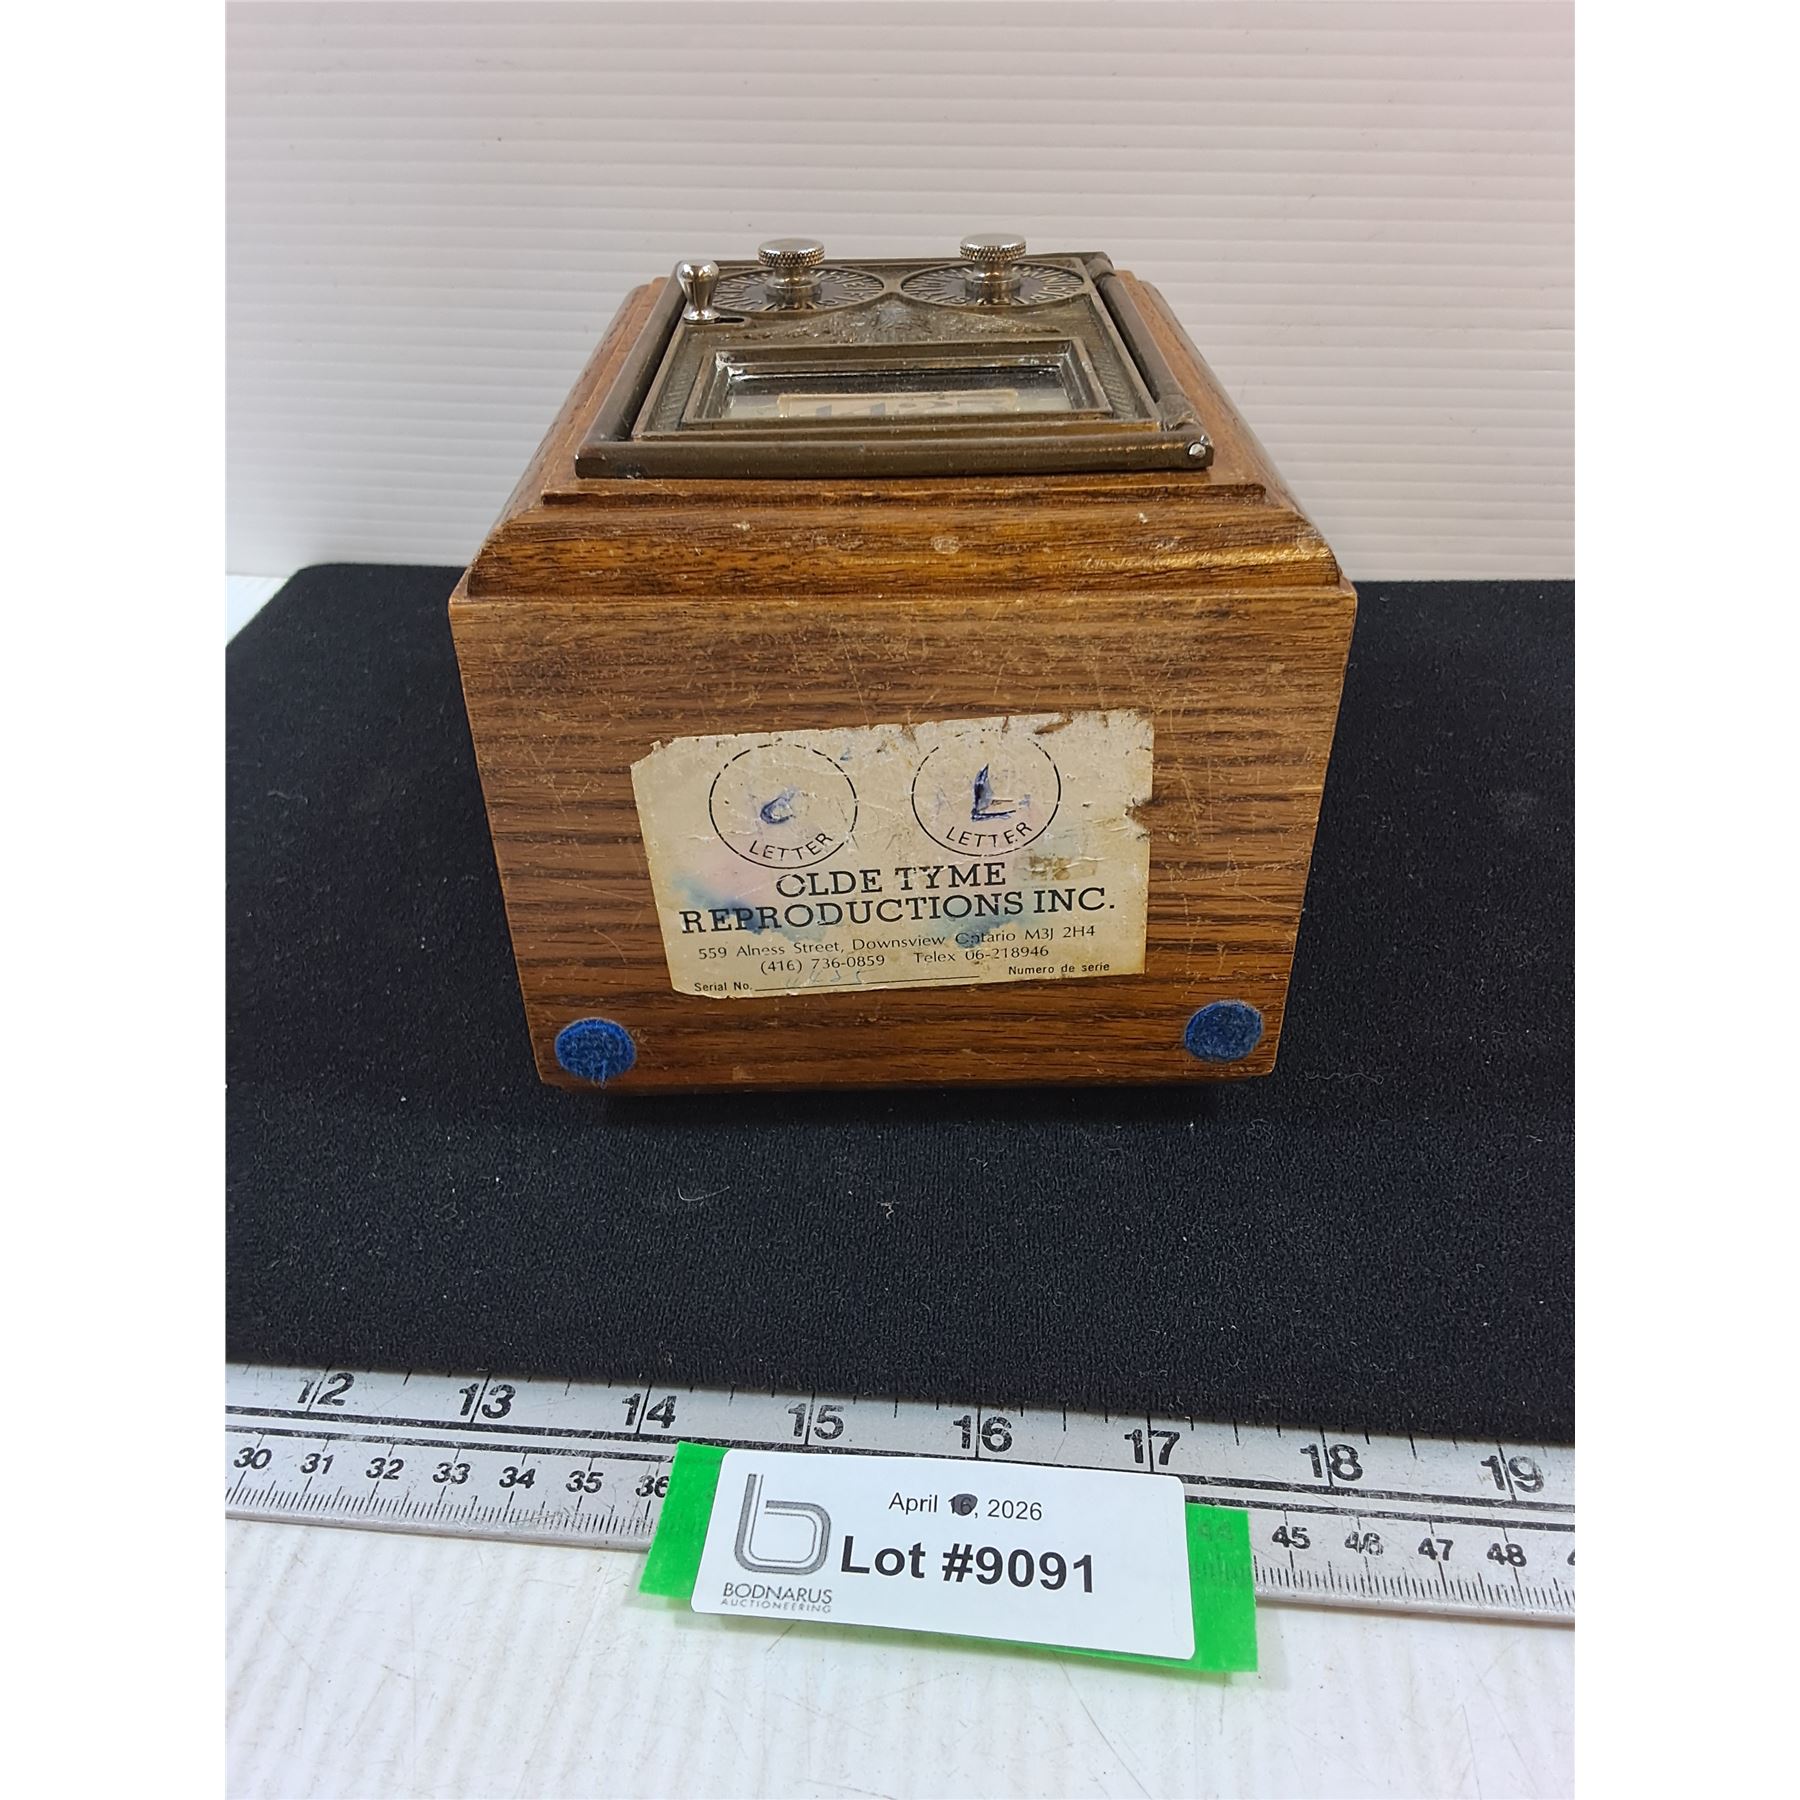 C
L
LETTER
LETTER
OLDE TYME
REPRODUCTIONS INC.
559 Alness Street, Downsview Ontario M3J 2H4
(416) 736-0859 Telex 06-218946
Serial No. Numero de serie
12 13 14 15 16 17 18 19
30 31 32 33 34 35 36 44 45 46 47 48
April 16, 2026
Lot #9091
BODNARUS
AUCTIONEERING